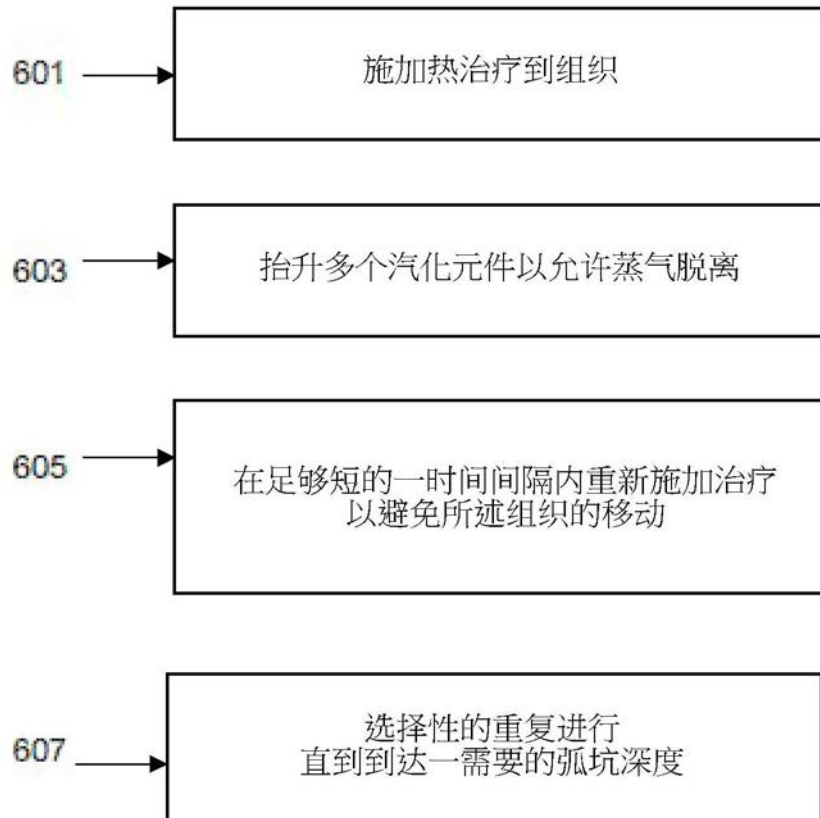 601
施加热治疗到组织
603
抬升多个汽化元件以允许蒸气脱离
605
在足够短的一时间间隔内重新施加治疗
以避免所述组织的移动
607
选择性的重复进行
直到到达一需要的弧坑深度